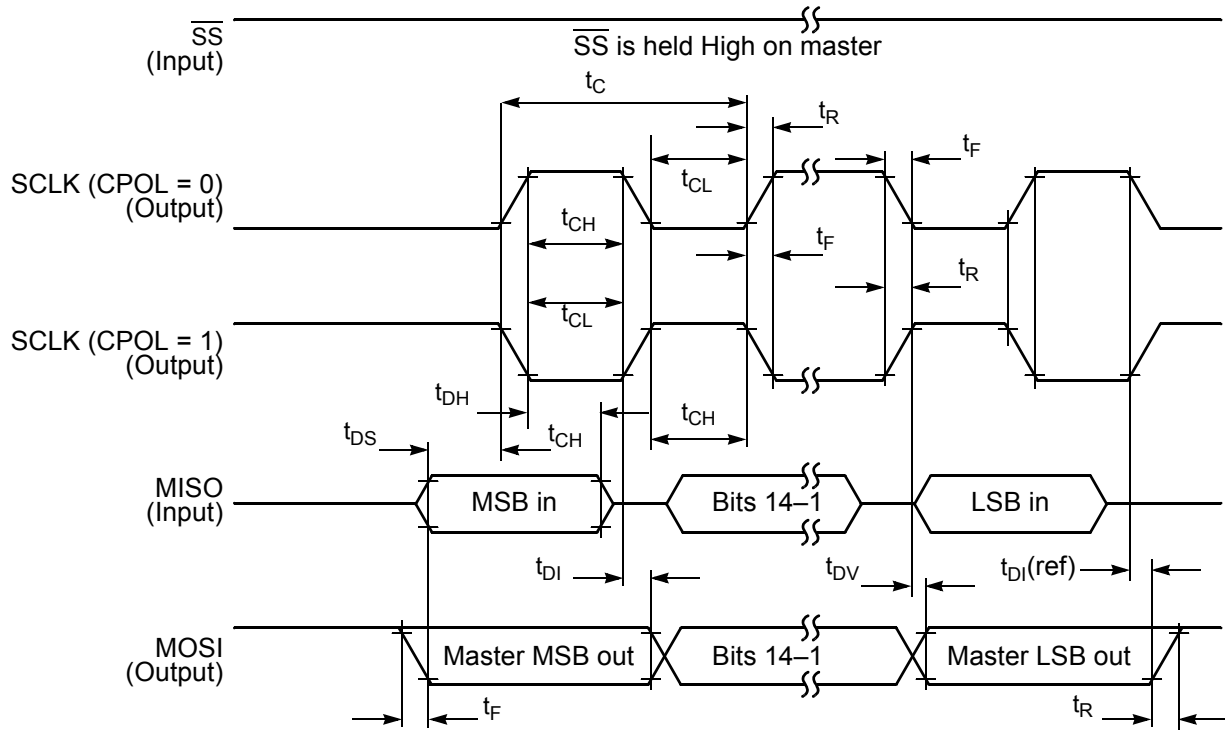 SS
(Input)
SS is held High on master
tC
tR
tF
SCLK (CPOL = 0)
(Output)
tCL
tCH
tF
tR
tCL
SCLK (CPOL = 1)
(Output)
tDH
tCH
tCH
tDS
MISO
(Input)
MSB in
Bits 14–1
LSB in
tDI
tDV
tDI(ref)
MOSI
(Output)
Master MSB out
Bits 14–1
Master LSB out
tF
tR